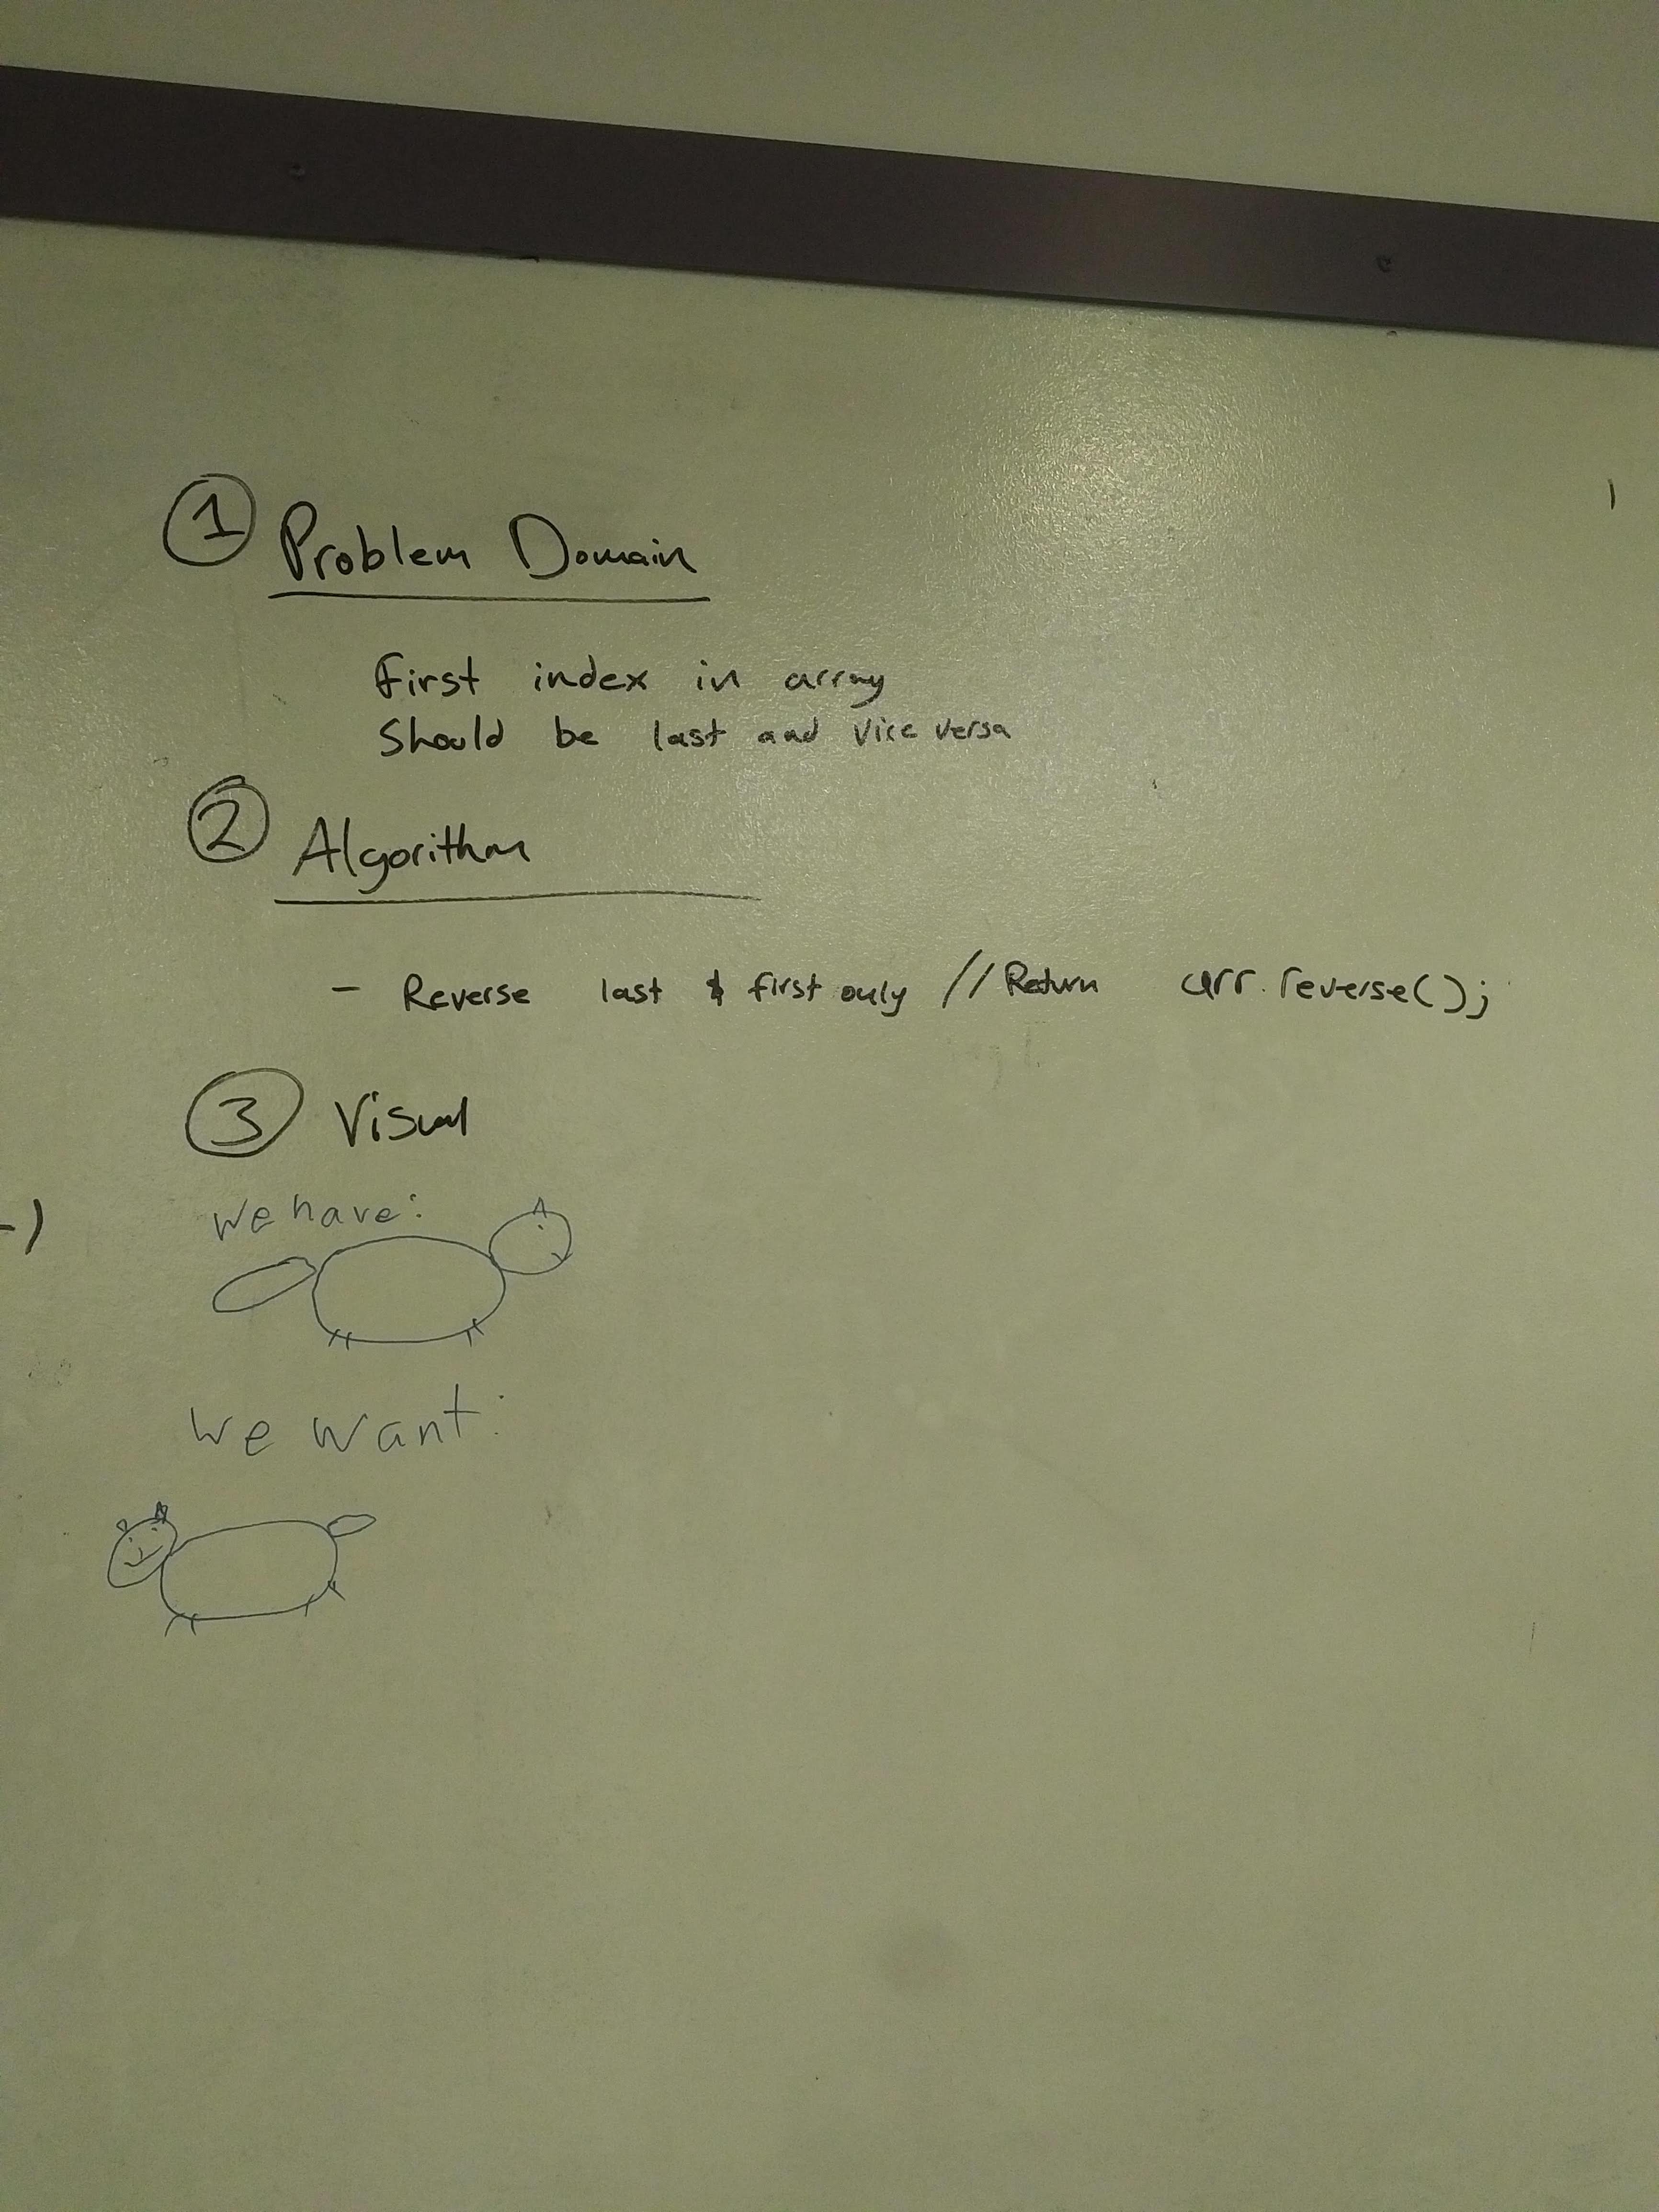 1 Problem Domain
First index in array
Should be last and vice versa
2 Algorithm
- Reverse last & first only // Return arr.reverse();
3 Visual
We have:
-)
We want: